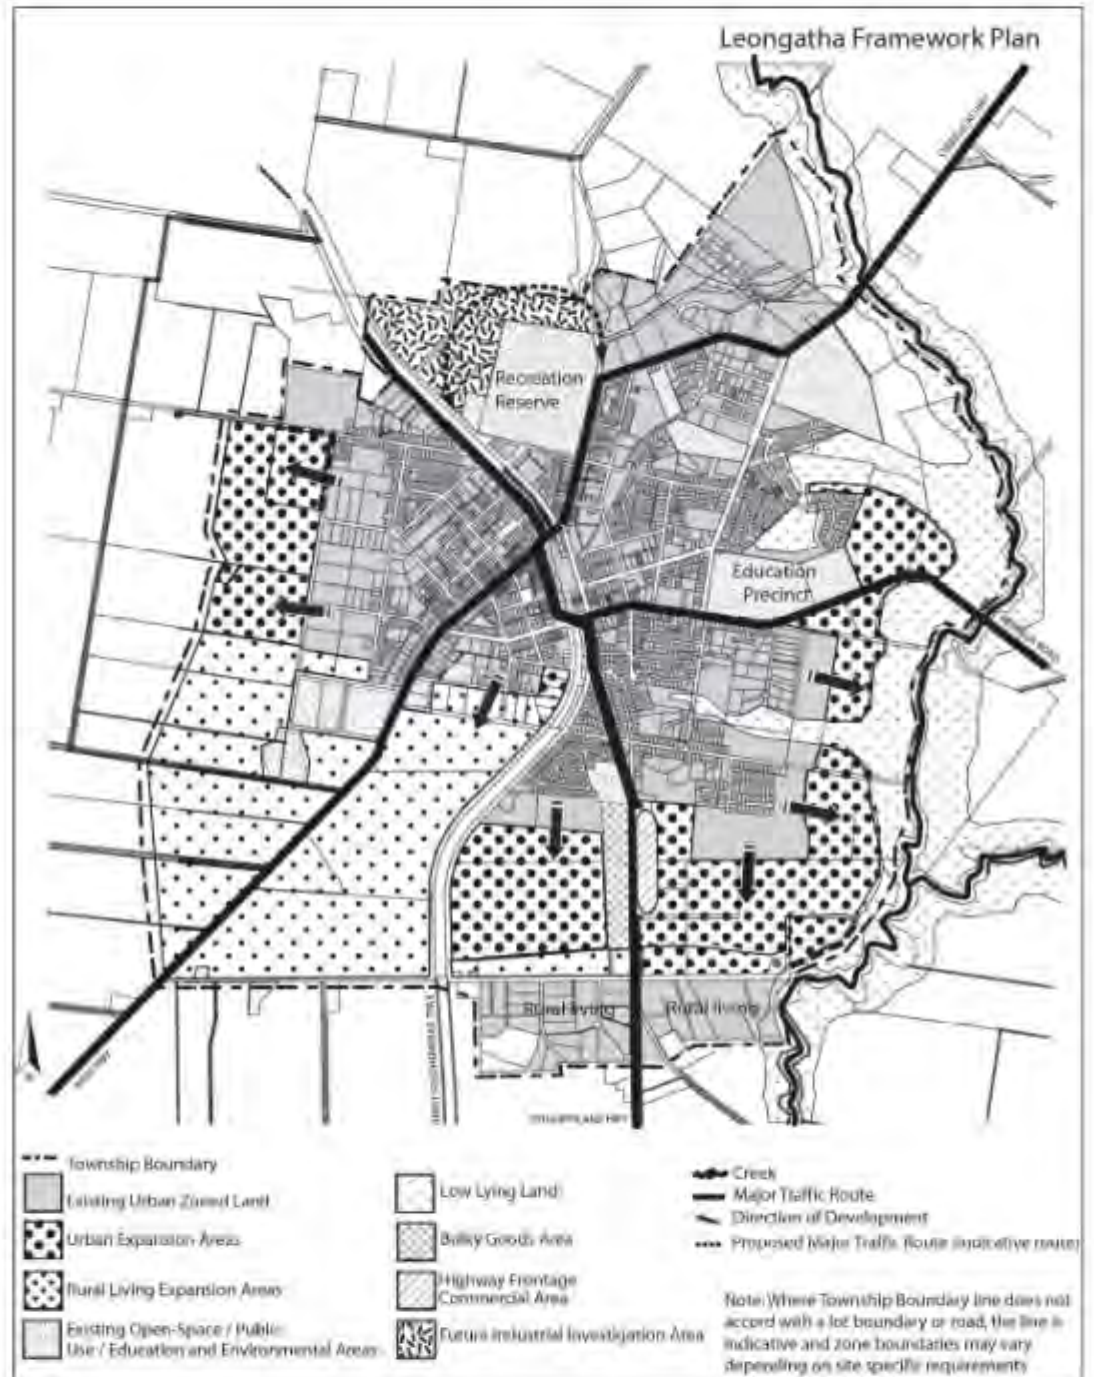 Leongatha Framework Plan
Recreation
Reserve
Education
Precinct
Rural living
Rural living
Township Boundary
Existing Urban Zoned Land
Urban Expansion Areas
Rural Living Expansion Areas
Existing Open-Space / Public
Use / Education and Environmental Areas
Low Lying Land
Bulky Goods Area
Highway Frontage
Commercial Area
Future Industrial Investigation Area
Creek
Major Traffic Route
Direction of Development
Proposed Major Traffic Route (indicative route)
Note: Where Township Boundary line does not
accord with a lot boundary or road, the line is
indicative and zone boundaries may vary
depending on site specific requirements